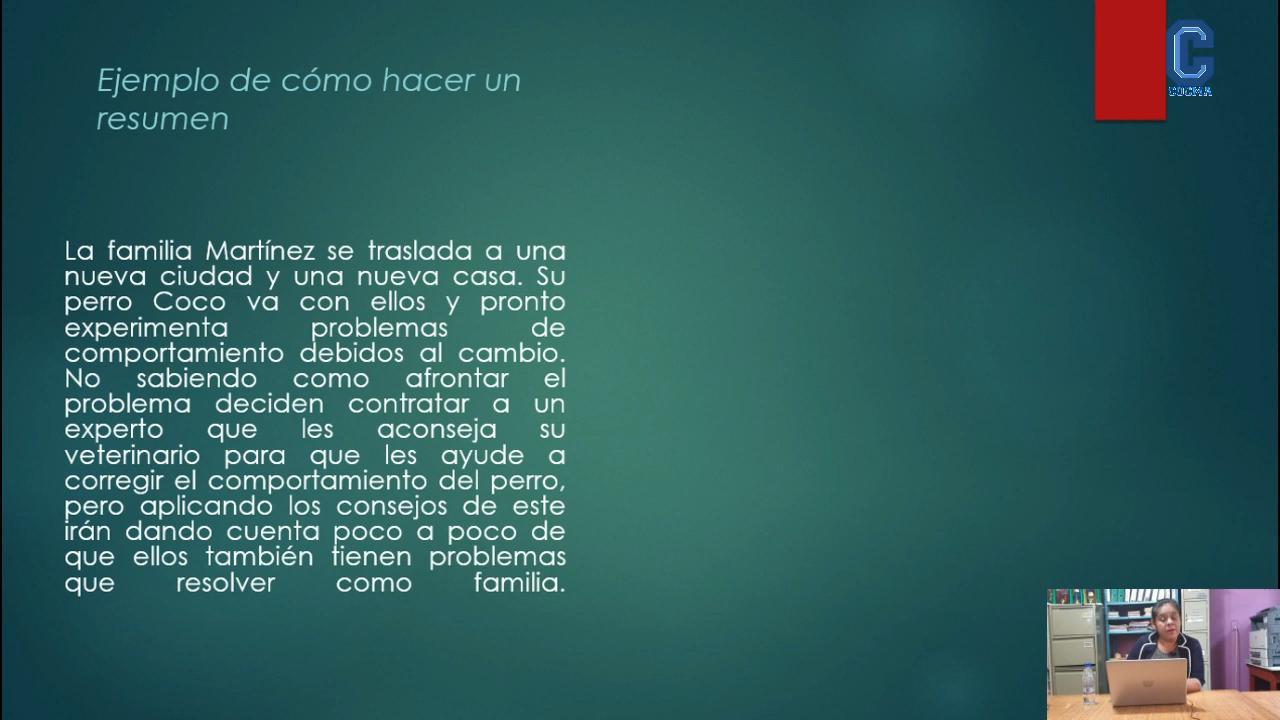 Ejemplo de cómo hacer un
resumen
COGMA
La familia Martínez se traslada a una
nueva ciudad y una nueva casa. Su
perro Coco va con ellos y pronto
experimenta problemas de
comportamiento debidos al cambio.
No sabiendo como afrontar el
problema deciden contratar a un
experto que les aconseja su
veterinario para que les ayude a
corregir el comportamiento del perro,
pero aplicando los consejos de este
irán dando cuenta poco a poco de
que ellos también tienen problemas
que resolver como familia.